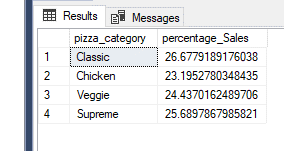 Results Messages
pizza_category percentage_Sales
1 Classic 26.6779189176038
2 Chicken 23.1952780348435
3 Veggie 24.4370162489706
4 Supreme 25.6897867985821